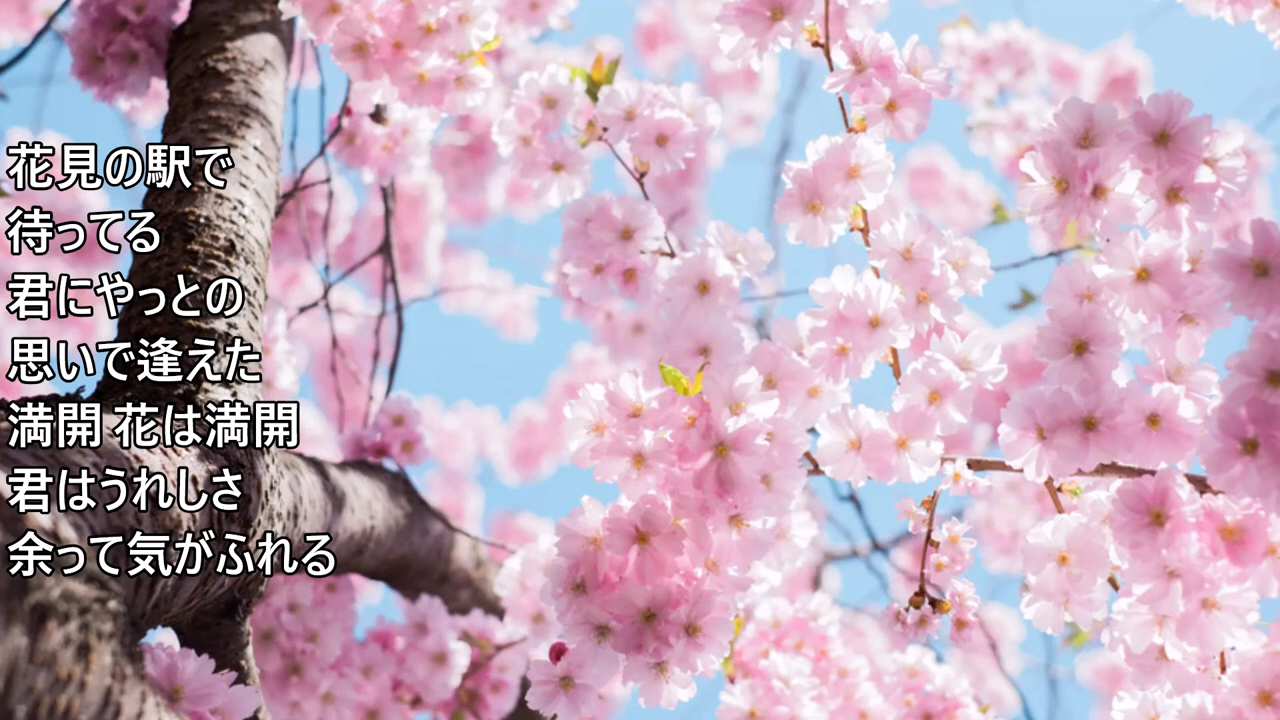 花見の駅で
待ってる
君にやっとの
思いで逢えた
満開 花は満開
君はうれしさ
余って気がふれる